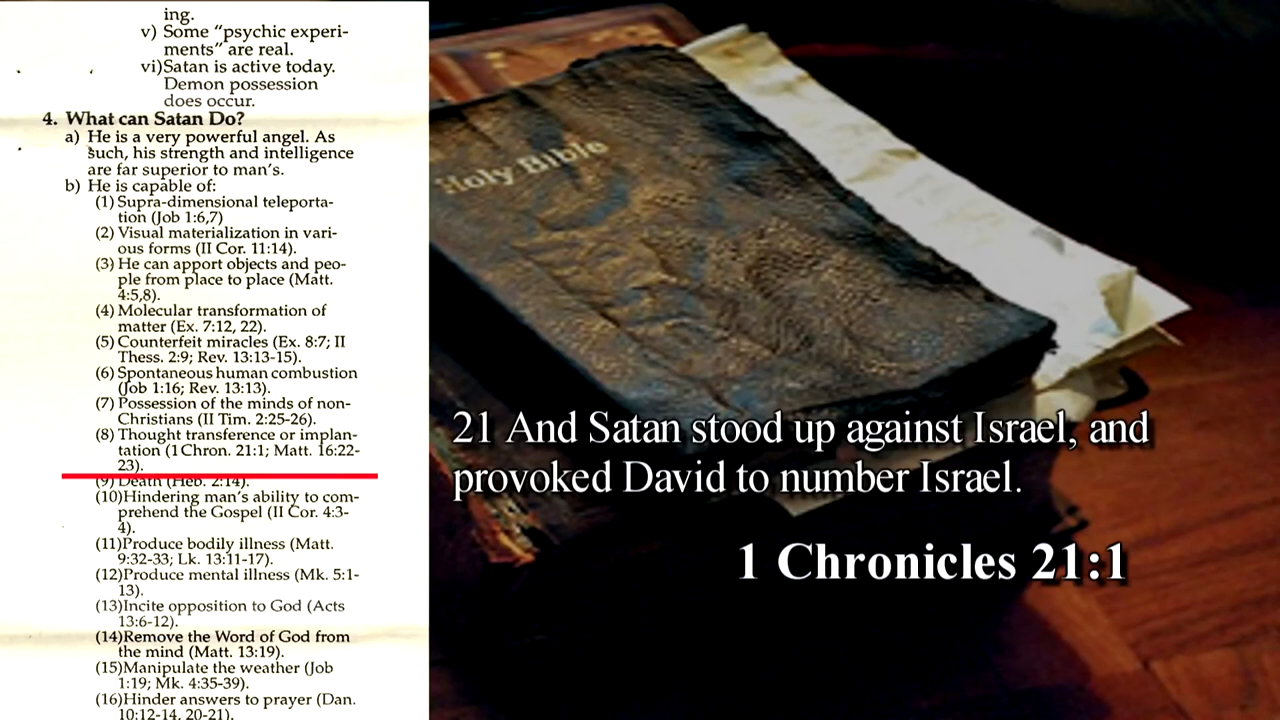 ing.
v) Some “psychic experi-
ments” are real.
vi)Satan is active today.
Demon possession
does occur.
4. What can Satan Do?
a) He is a very powerful angel. As
such, his strength and intelligence
are far superior to man's.
b) He is capable of:
(1) Supra-dimensional teleporta-
tion (Job 1:6,7)
(2) Visual materialization in vari-
ous forms (II Cor. 11:14).
(3) He can apport objects and peo-
ple from place to place (Matt.
4:5,8).
(4) Molecular transformation of
matter (Ex. 7:12, 22).
(5) Counterfeit miracles (Ex. 8:7; II
Thess. 2:9; Rev. 13:13-15).
(6) Spontaneous human combustion
(Job 1:16; Rev. 13:13).
(7) Possession of the minds of non-
Christians (II Tim. 2:25-26).
(8) Thought transference or implan-
tation (1 Chron. 21:1; Matt. 16:22-
23).
(9) Death (Heb. 2:14).
(10)Hindering man's ability to com-
prehend the Gospel (II Cor. 4:3-
4).
(11)Produce bodily illness (Matt.
9:32-33; Lk. 13:11-17).
(12)Produce mental illness (Mk. 5:1-
13).
(13)Incite opposition to God (Acts
13:6-12).
(14)Remove the Word of God from
the mind (Matt. 13:19).
(15)Manipulate the weather (Job
1:19; Mk. 4:35-39).
(16)Hinder answers to prayer (Dan.
10:12-14, 20-21).
Holy Bible
21 And Satan stood up against Israel, and
provoked David to number Israel.
1 Chronicles 21:1